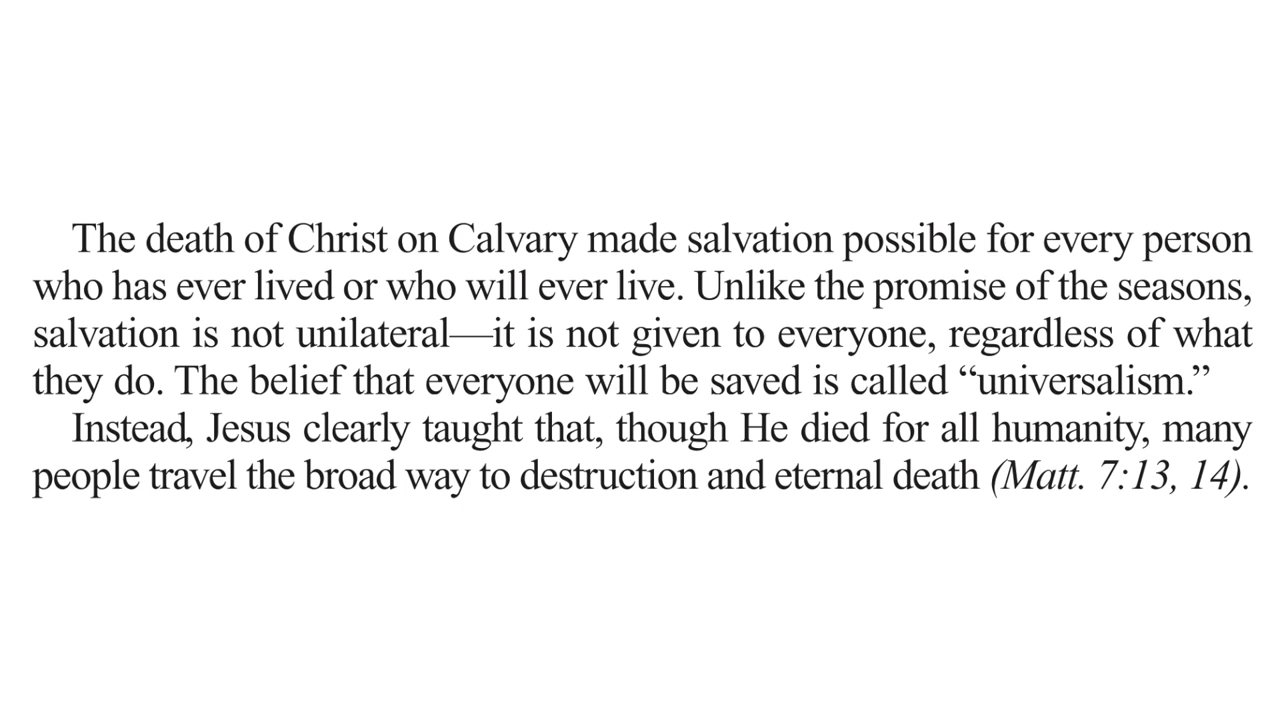 The death of Christ on Calvary made salvation possible for every person
who has ever lived or who will ever live. Unlike the promise of the seasons,
salvation is not unilateral—it is not given to everyone, regardless of what
they do. The belief that everyone will be saved is called “universalism.”
Instead, Jesus clearly taught that, though He died for all humanity, many
people travel the broad way to destruction and eternal death (Matt. 7:13, 14).